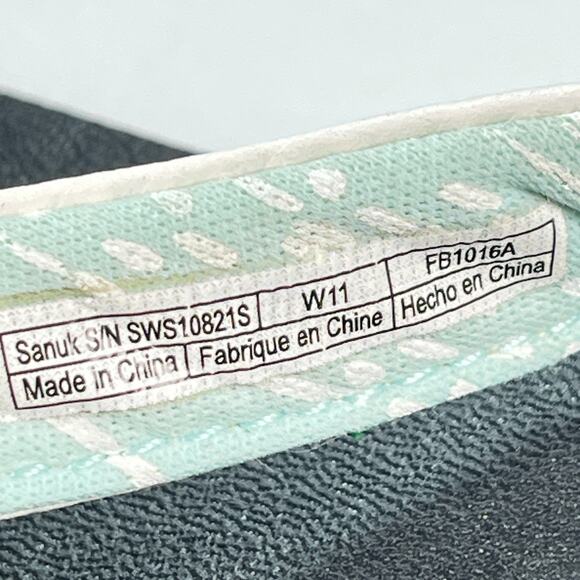 Sanuk S/N SWS10821S W11 FB1016A
Made in China Fabrique en Chine Hecho en China